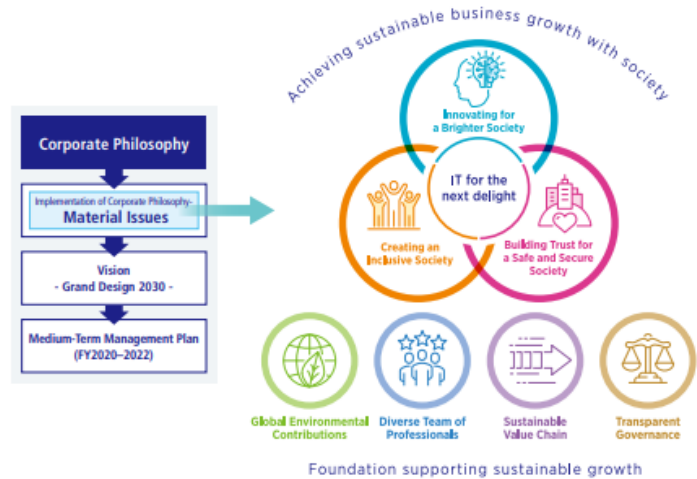 Achieving sustainable business growth with society
Corporate Philosophy
Implementation of Corporate Philosophy-
Material Issues
Vision
- Grand Design 2030 -
Medium-Term Management Plan
(FY2020–2022)
Innovating for
a Brighter Society
IT for the
next delight
Creating an
Inclusive Society
Building Trust for
a Safe and Secure
Society
Global Environmental
Contributions
Diverse Team of
Professionals
Sustainable
Value Chain
Transparent
Governance
Foundation supporting sustainable growth